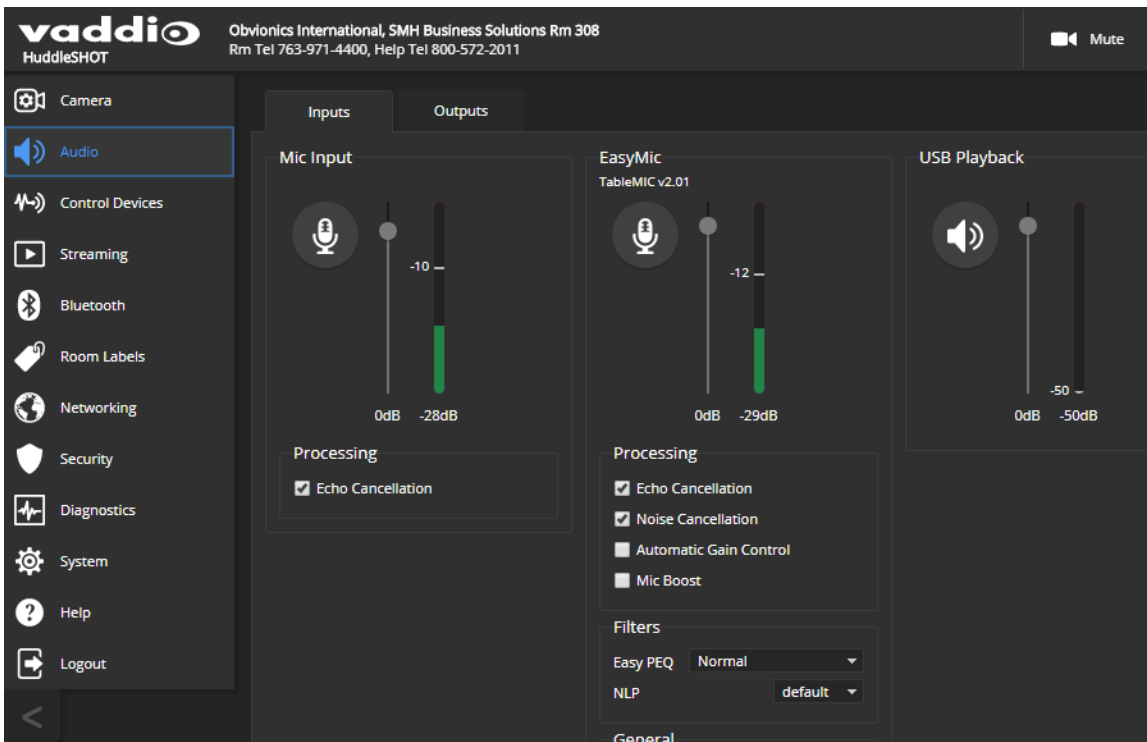 vaddio
HuddleSHOT
Obvionics International, SMH Business Solutions Rm 308
Rm Tel 763-971-4400, Help Tel 800-572-2011
Mute
Camera
Audio
Control Devices
Streaming
Bluetooth
Room Labels
Networking
Security
Diagnostics
System
Help
Logout
<
Inputs Outputs
Mic Input
-10
0dB -28dB
Processing
Echo Cancellation
EasyMic
TableMIC v2.01
-12
0dB -29dB
Processing
Echo Cancellation
Noise Cancellation
Automatic Gain Control
Mic Boost
Filters
Easy PEQ Normal
NLP default
General
USB Playback
-50
0dB -50dB